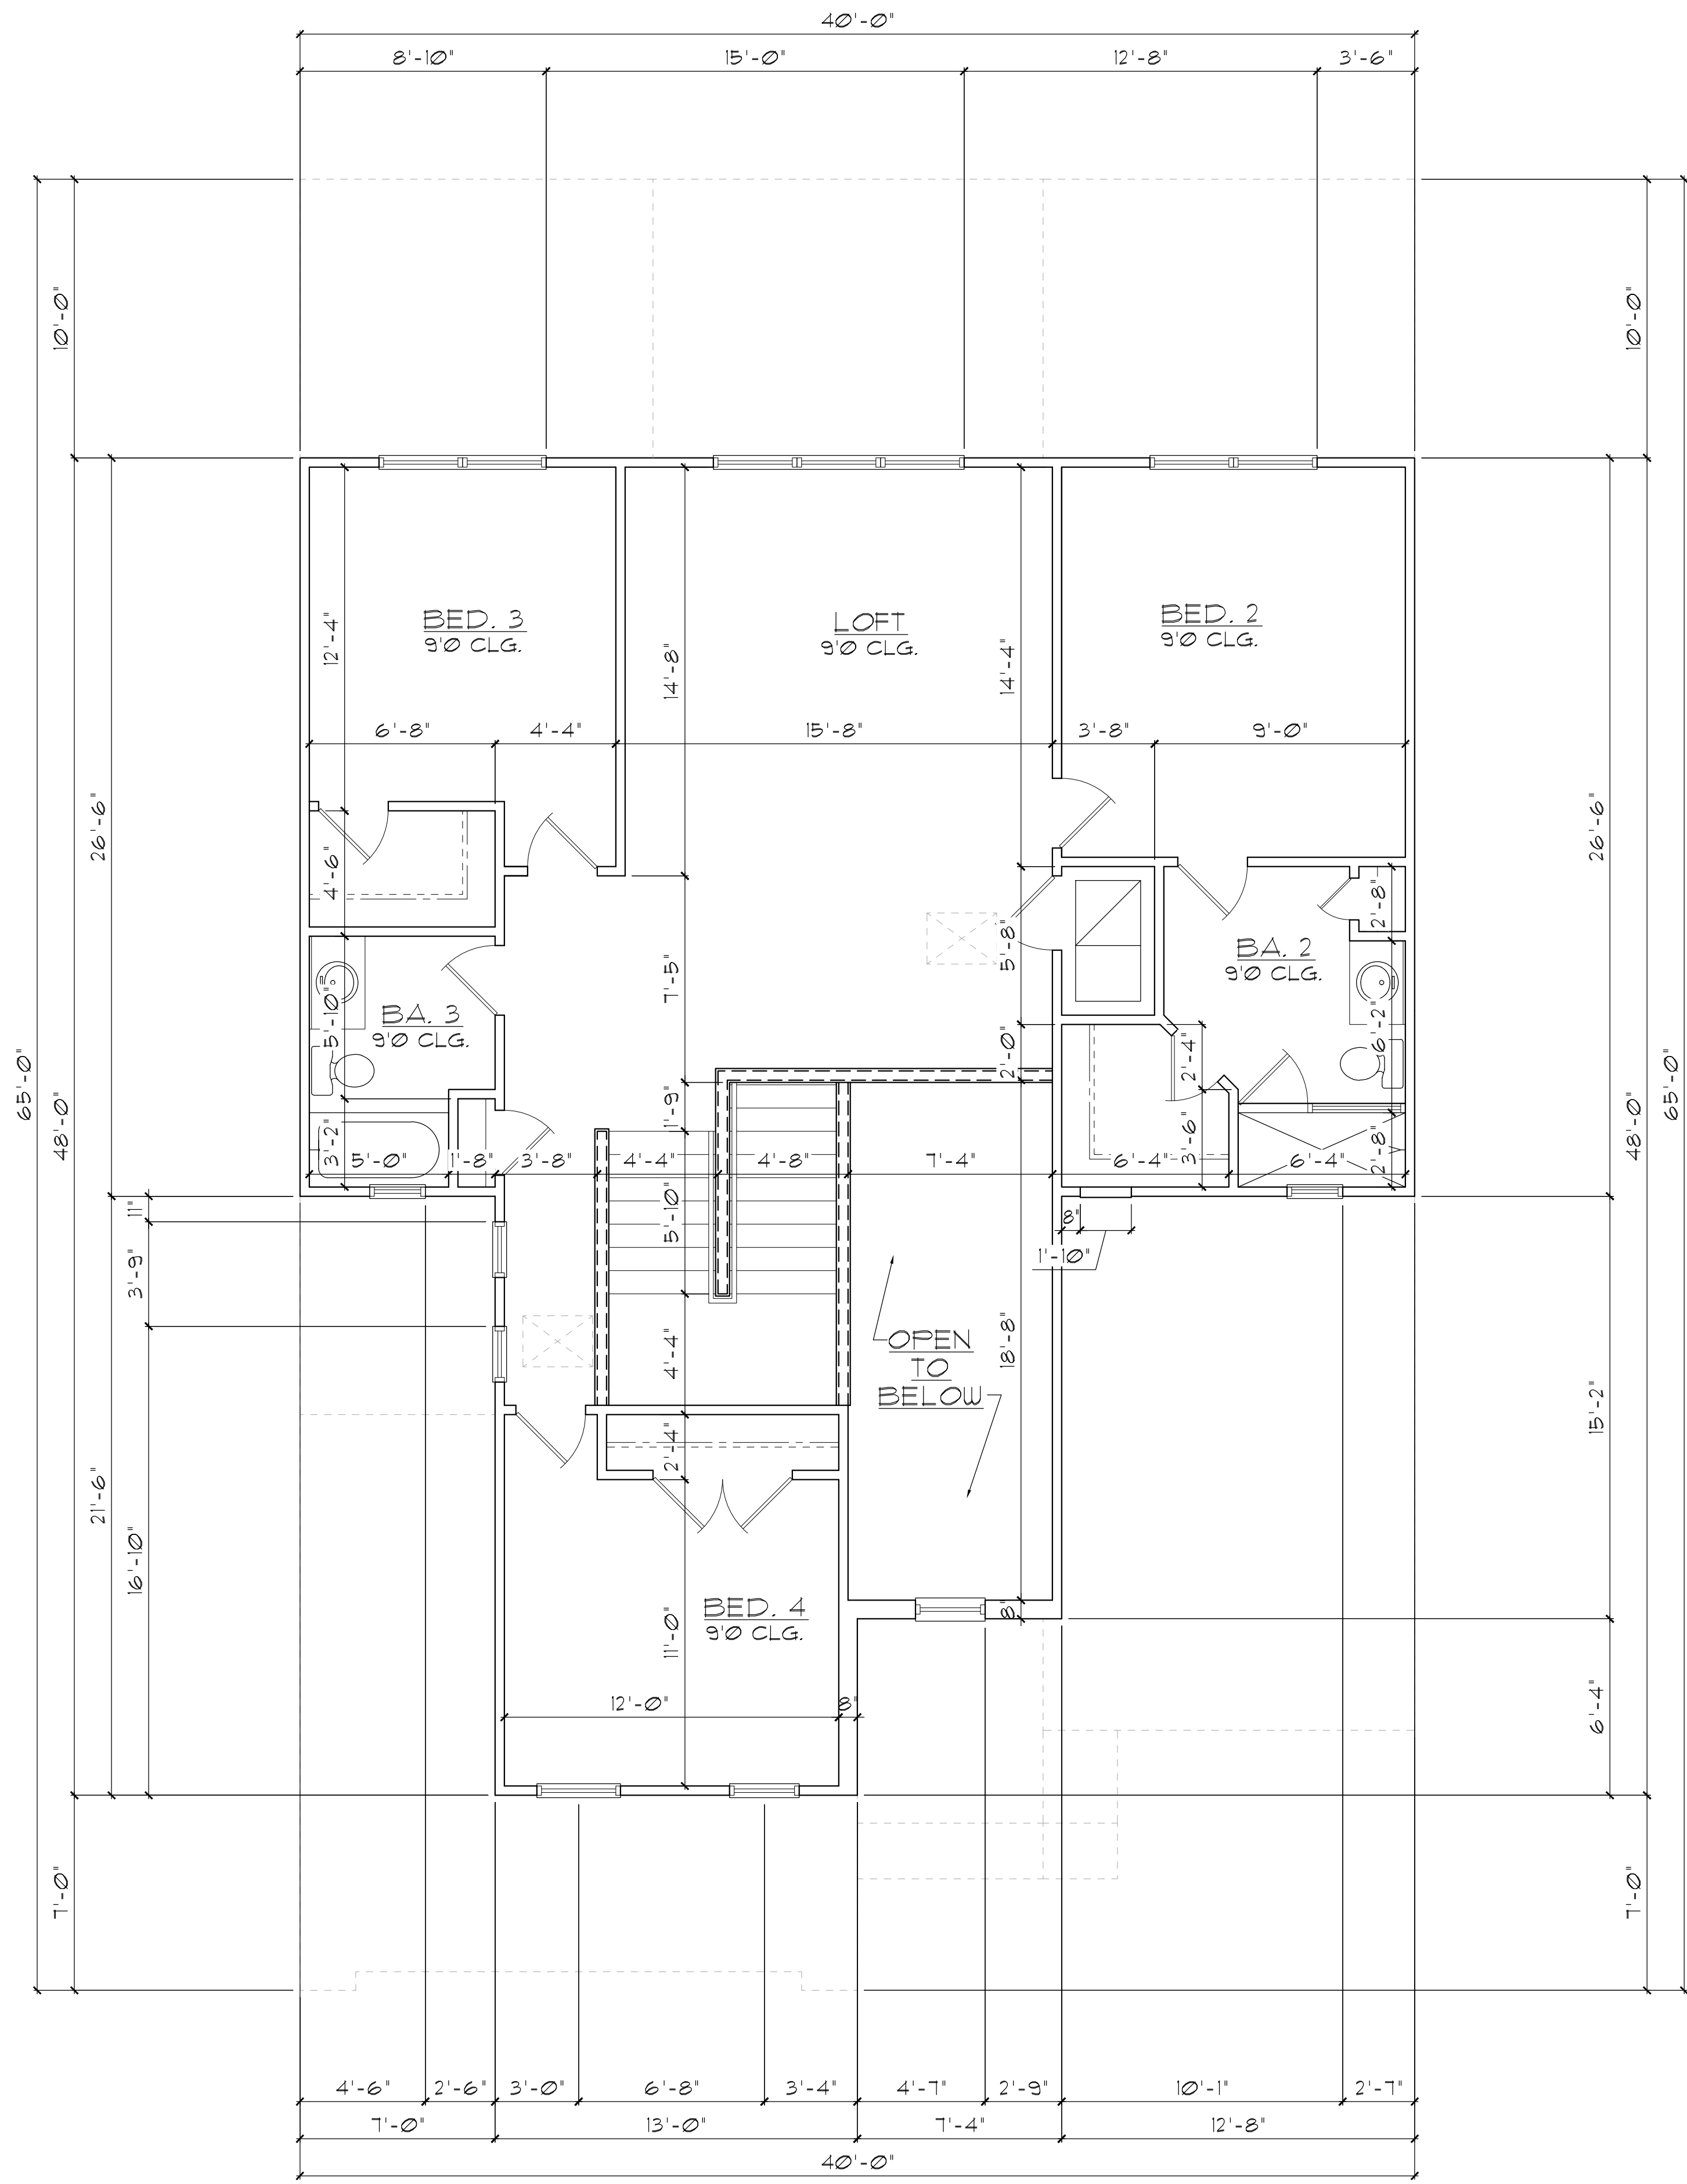 40'-0"
8'-10" 15'-0" 12'-8" 3'-6"
10'-0" 10'-0"
BED. 3
9'0 CLG.
LOFT
9'0 CLG.
BED. 2
9'0 CLG.
12'-4" 14'-8" 14'-4"
6'-8" 4'-4" 15'-8" 3'-8" 9'-0"
26'-6" 26'-6"
4'-6" 2'-8"
7'-5" 5'-8"
BA. 2
9'0 CLG.
BA. 3
9'0 CLG.
5'-10" 6'-2"
2'-0" 2'-4"
65'-0" 48'-0" 48'-0" 65'-0"
1'-9" 3'-6"
3'-2" 2'-8"
5'-0" 1'-8" 3'-8" 4'-4" 4'-8" 7'-4" 6'-4" 6'-4"
11" 5'-10" 8"
3'-9" 1'-10"
4'-4" 18'-8"
OPEN
TO
BELOW
15'-2"
2'-4"
21'-6" 16'-10"
BED. 4
9'0 CLG.
11'-0" 8"
12'-0" 8"
6'-4"
7'-0" 7'-0"
4'-6" 2'-6" 3'-0" 6'-8" 3'-4" 4'-7" 2'-9" 10'-1" 2'-7"
7'-0" 13'-0" 7'-4" 12'-8"
40'-0"